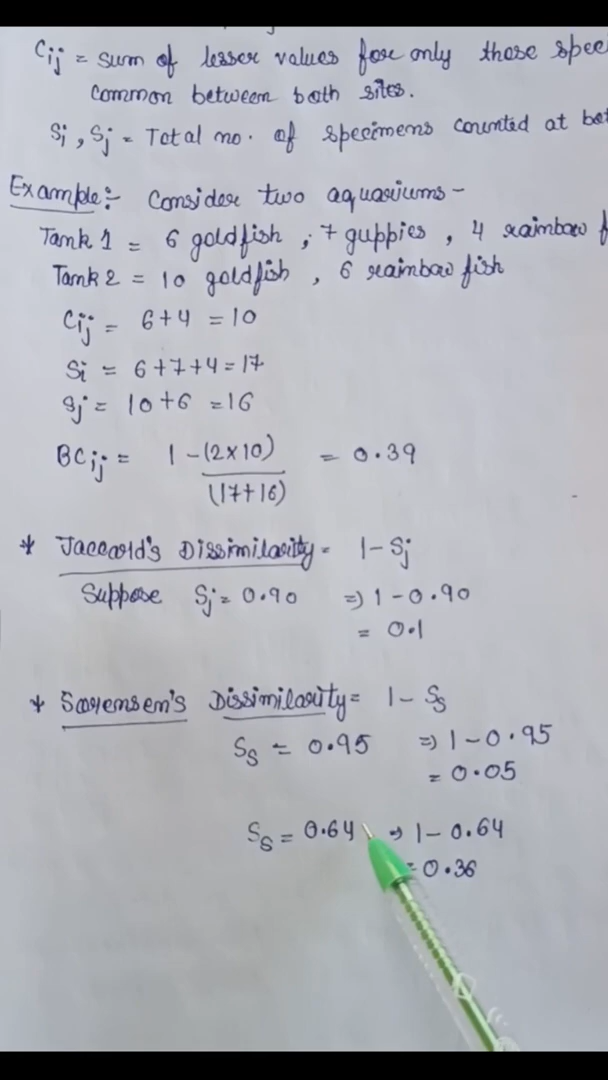 Cij = sum of lesser values for only those
common between both sites.
Si, Sj = Total no. of specimens counted at
Example:- Consider two aquariums-
Tank 1 = 6 goldfish, 7 guppies, 4 rainbow
Tank 2 = 10 goldfish, 6 rainbow fish
Cij = 6+4 = 10
Si = 6+7+4 = 17
Sj = 10+6 = 16
BCij = 1 - (2×10) / (17+16) = 0.39
* Jaccard's Dissimilarity = 1 - Sj
Suppose Sj = 0.90 => 1 - 0.90
= 0.1
* Sorensen's Dissimilarity = 1 - Ss
Ss = 0.95 => 1 - 0.95
= 0.05
Ss = 0.64 => 1 - 0.64
= 0.36